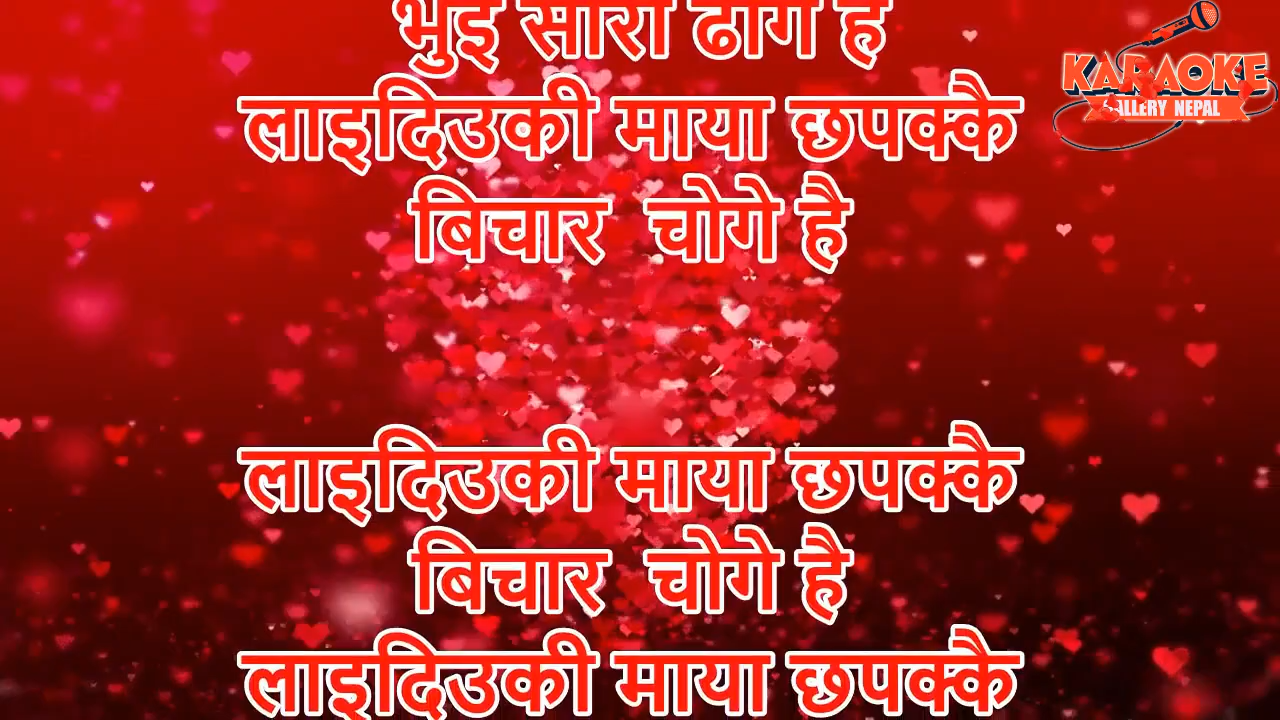 भुइ सारा ढागे है
लाइदिउकी माया छपक्कै
बिचार चोगे है
लाइदिउकी माया छपक्कै
बिचार चोगे है
लाइदिउकी माया छपक्कै
KARAOKE
GALLERY NEPAL